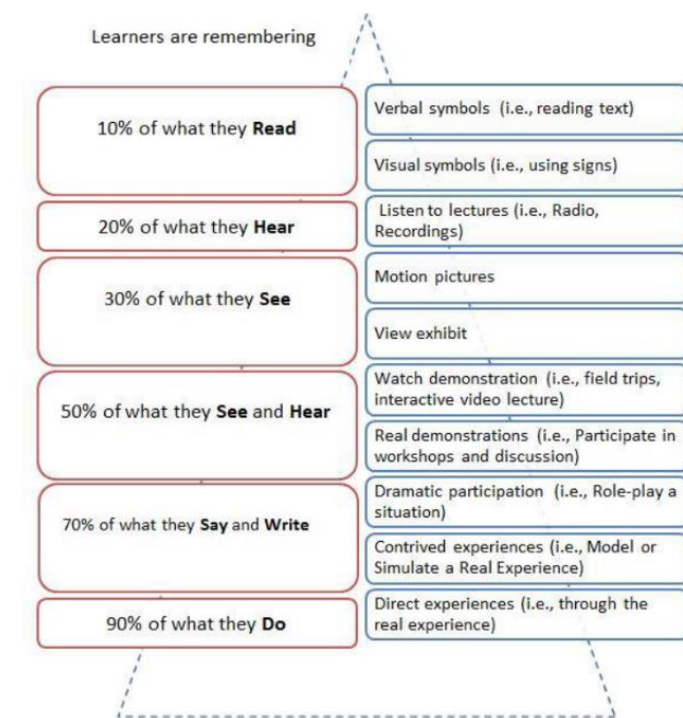 Learners are remembering
10% of what they Read
Verbal symbols (i.e., reading text)
Visual symbols (i.e., using signs)
20% of what they Hear
Listen to lectures (i.e., Radio,
Recordings)
30% of what they See
Motion pictures
View exhibit
50% of what they See and Hear
Watch demonstration (i.e., field trips,
interactive video lecture)
Real demonstrations (i.e., Participate in
workshops and discussion)
70% of what they Say and Write
Dramatic participation (i.e., Role-play a
situation)
Contrived experiences (i.e., Model or
Simulate a Real Experience)
90% of what they Do
Direct experiences (i.e., through the
real experience)